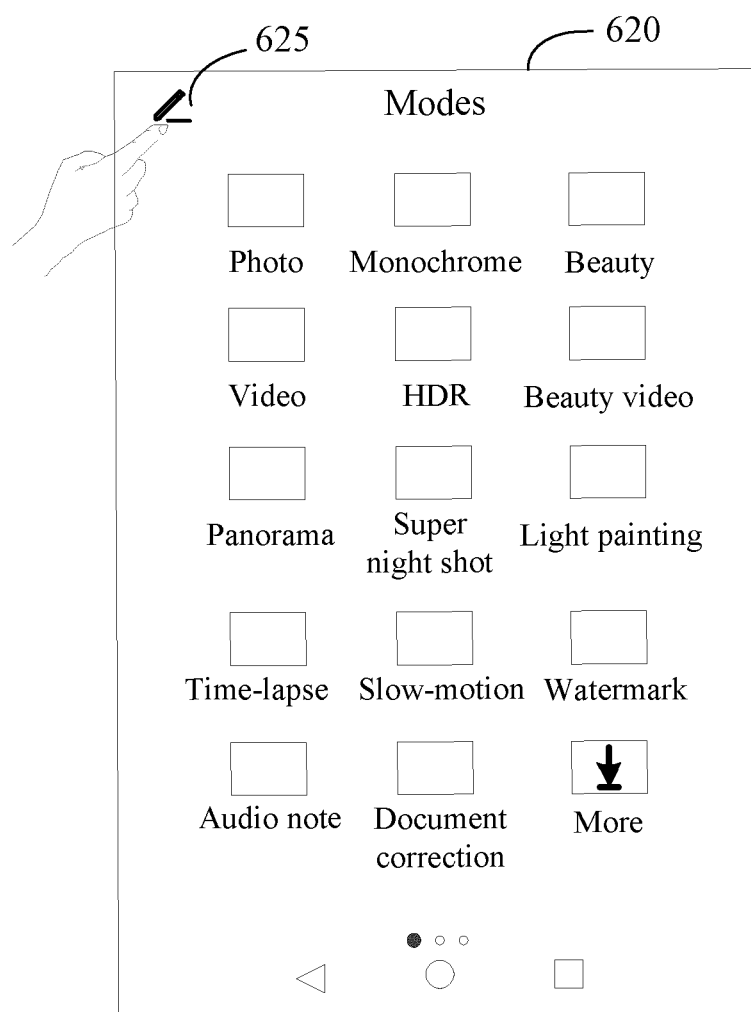 625
620
Modes
Photo
Monochrome
Beauty
Video
HDR
Beauty video
Panorama
Super
night shot
Light painting
Time-lapse
Slow-motion
Watermark
Audio note
Document
correction
More